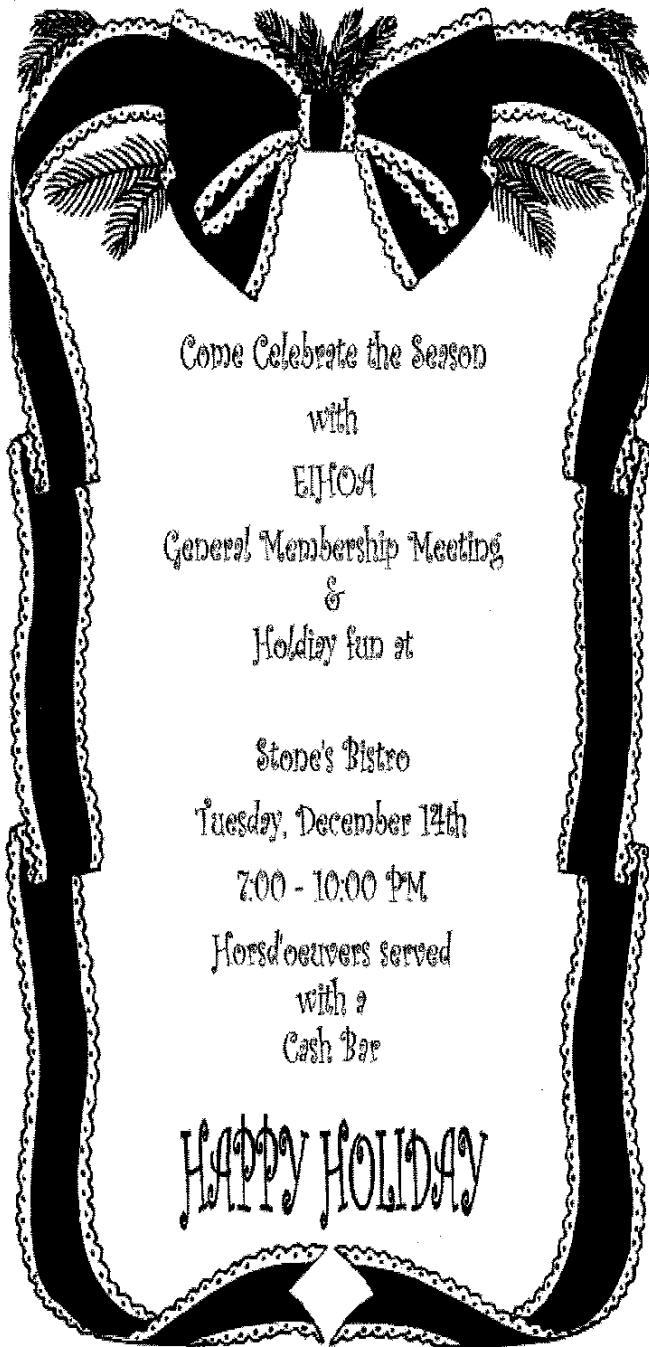 Come Celebrate the Season
with
EIHOA
General Membership Meeting
&
Holdiay fun at
Stone's Bistro
Tuesday, December 14th
7:00 - 10:00 PM
Horsd'oeuvers served
with a
Cash Bar
HAPPY HOLIDAY